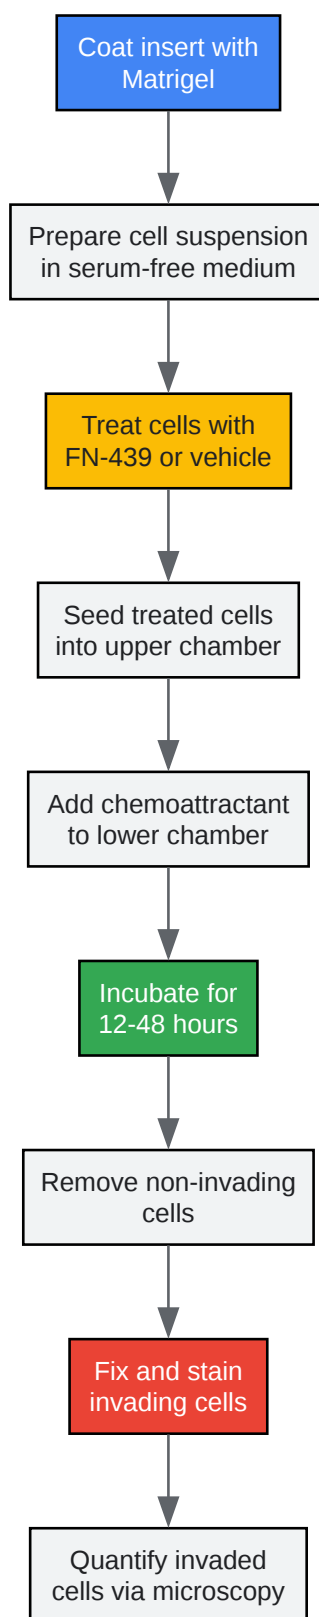 Coat insert with
Matrigel
Prepare cell suspension
in serum-free medium
Treat cells with
FN-439 or vehicle
Seed treated cells
into upper chamber
Add chemoattractant
to lower chamber
Incubate for
12-48 hours
Remove non-invading
cells
Fix and stain
invading cells
Quantify invaded
cells via microscopy